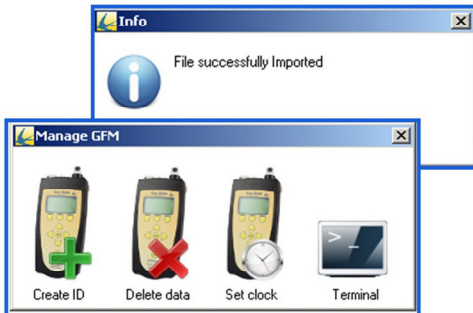 Info
File successfully Imported
Manage GFM
Create ID
Delete data
Set clock
Terminal